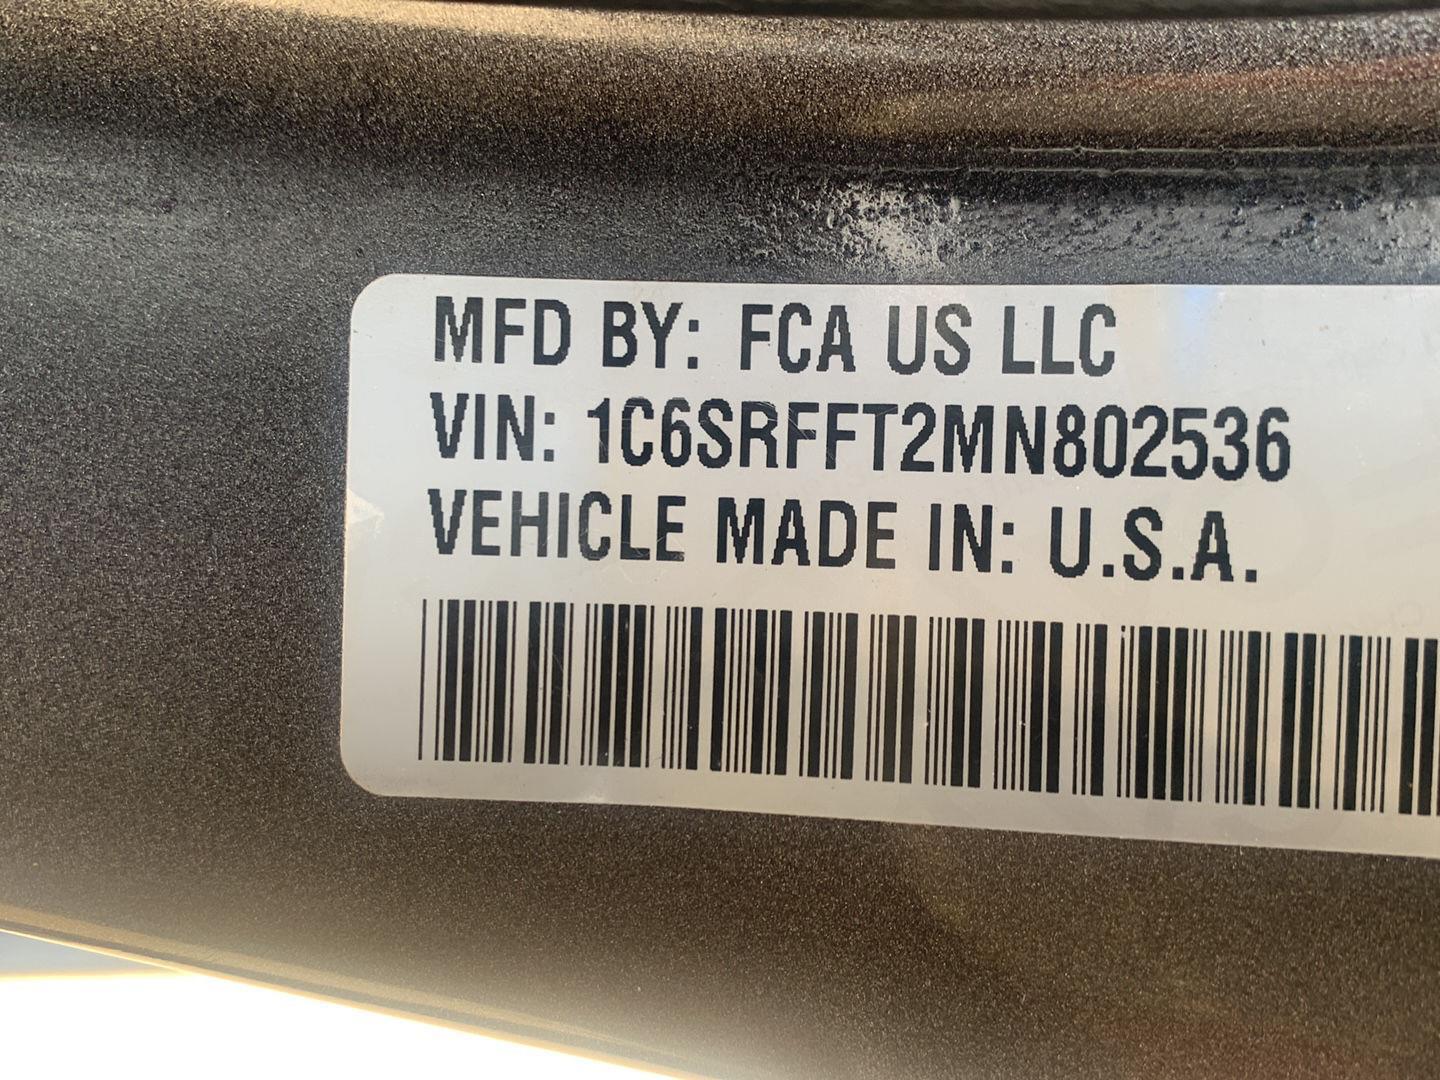 MFD BY: FCA US LLC
VIN: 1C6SRFFT2MN802536
VEHICLE MADE IN: U.S.A.